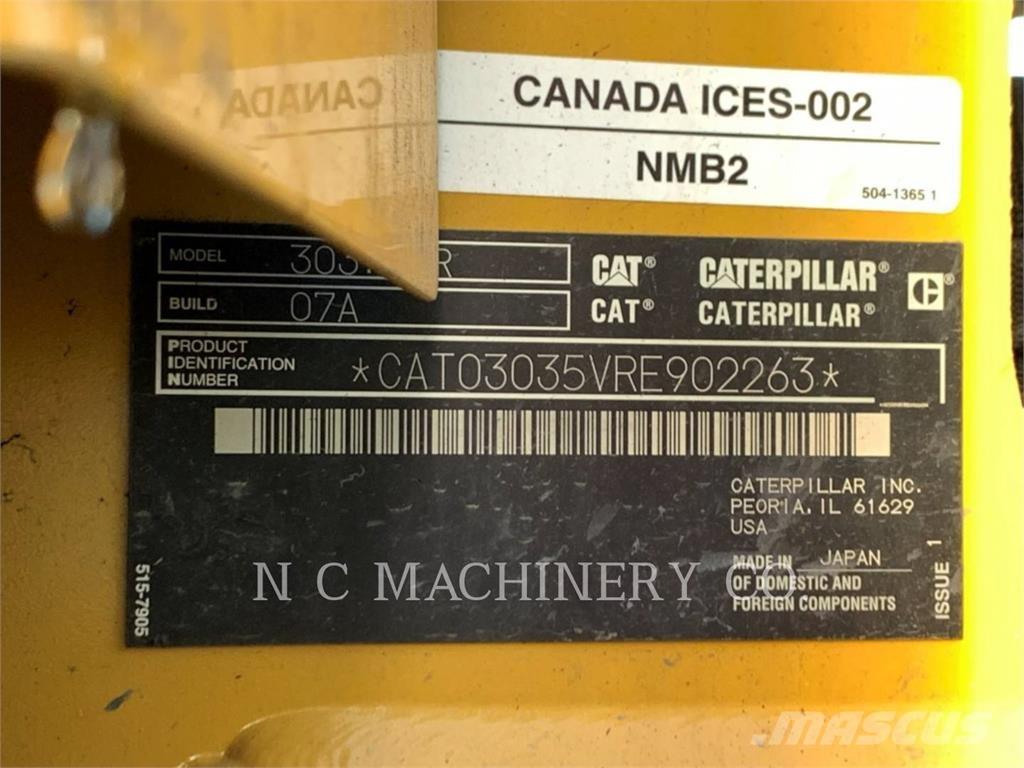 CANADA
CANADA ICES-002
NMB2
504-1365 1
MODEL
BUILD 07A
CAT® CATERPILLAR®
CAT® CATERPILLAR®
PRODUCT
IDENTIFICATION
NUMBER
*CAT03035VRE902263*
CATERPILLAR INC.
PEORIA, IL 61629
USA
MADE IN JAPAN
OF DOMESTIC AND
FOREIGN COMPONENTS
515-7905
ISSUE 1
N C MACHINERY CO.
MASCUS